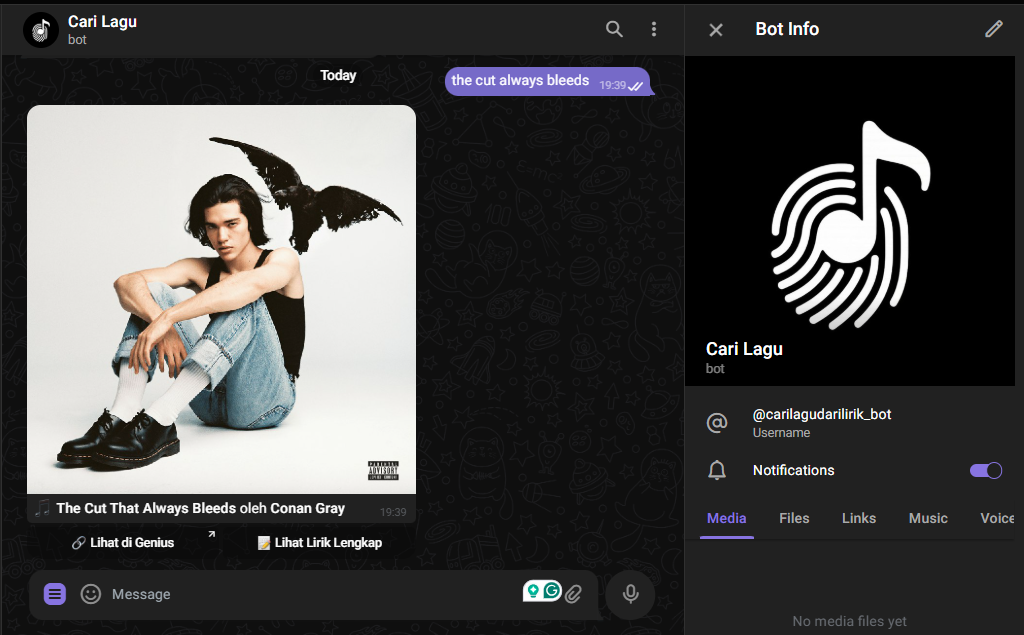 Cari Lagu
bot
Today
the cut always bleeds 19:39
PARENTAL
ADVISORY
EXPLICIT CONTENT
The Cut That Always Bleeds oleh Conan Gray 19:39
Lihat di Genius
Lihat Lirik Lengkap
Message
Bot Info
Cari Lagu
bot
@carilagudarilirik_bot
Username
Notifications
Media Files Links Music Voice
No media files yet